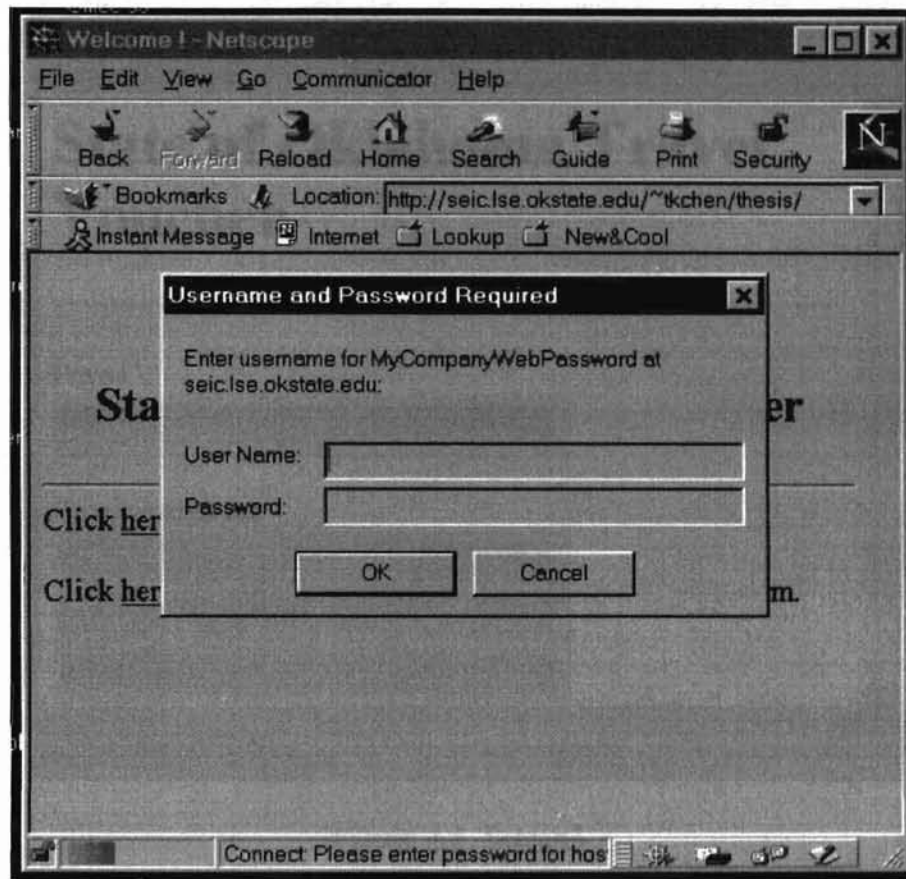 Welcome ! - Netscape
File Edit View Go Communicator Help
Back Forward Reload Home Search Guide Print Security
N
Bookmarks Location: http://seic.lse.okstate.edu/~tkchen/thesis/
Instant Message Internet Lookup New&Cool
Username and Password Required
Enter username for MyCompanyWebPassword at
seic.lse.okstate.edu:
Sta er
User Name:
Password:
Click her
OK Cancel
Click her m.
Connect: Please enter password for hos